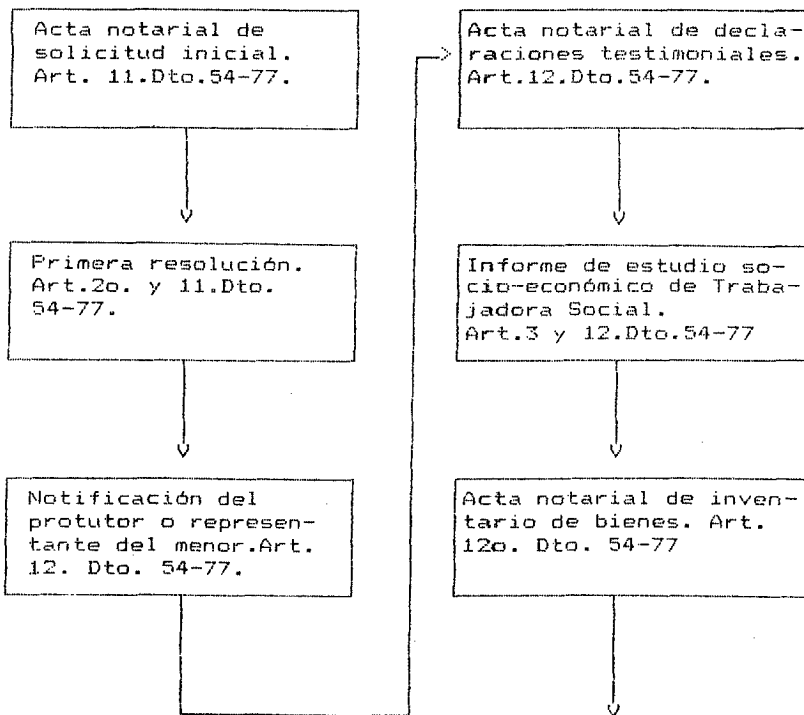 Acta notarial de
solicitud inicial.
Art. 11.Dto.54-77.
Primera resolución.
Art.2o. y 11.Dto.
54-77.
Notificación del
protutor o represen-
tante del menor.Art.
12. Dto. 54-77.
Acta notarial de decla-
raciones testimoniales.
Art.12.Dto.54-77.
Informe de estudio so-
cio-económico de Traba-
jadora Social.
Art.3 y 12.Dto.54-77
Acta notarial de inven-
tario de bienes. Art.
12o. Dto. 54-77